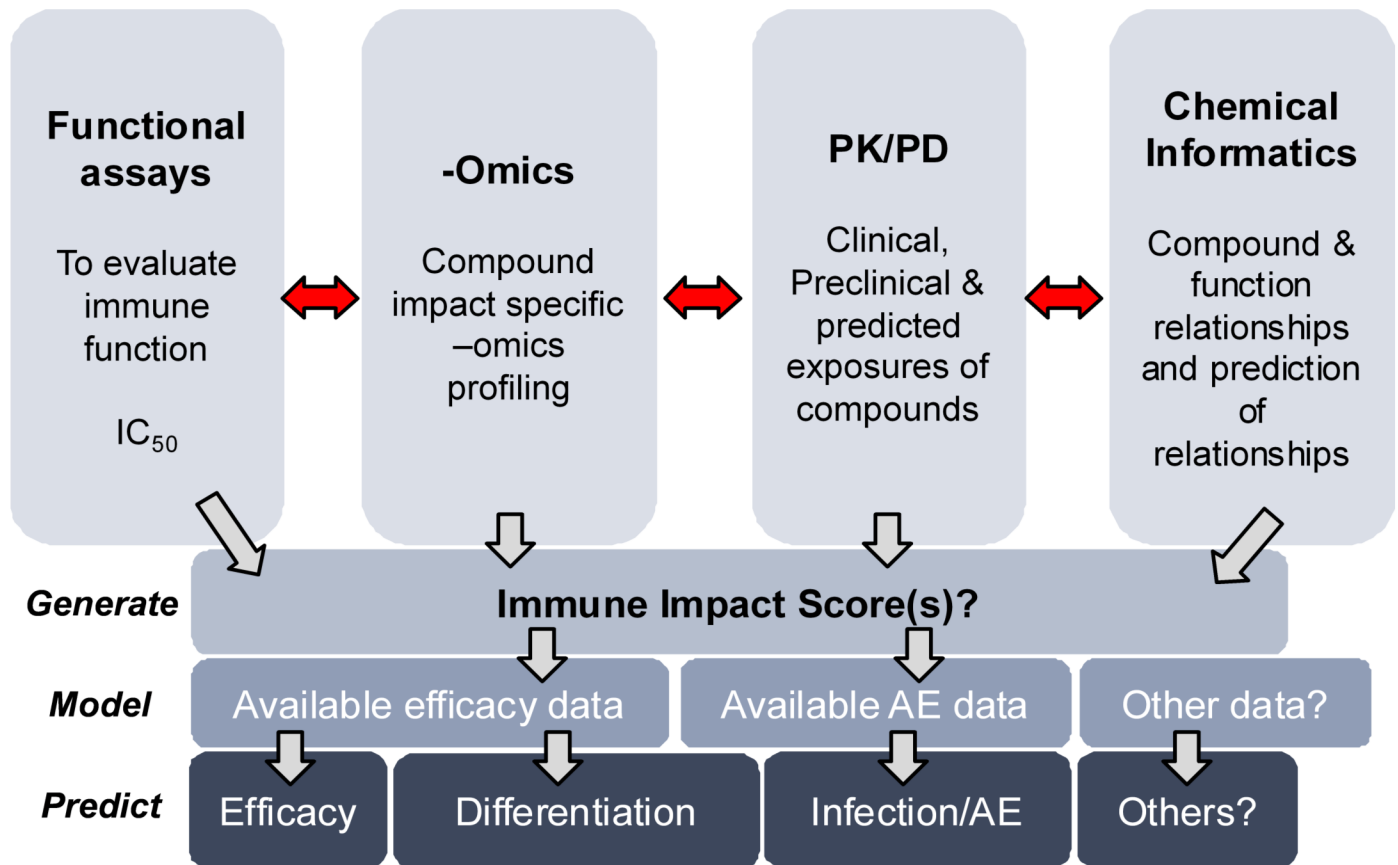 Functional
assays
To evaluate
immune
function
IC50
-Omics
Compound
impact specific
–omics
profiling
PK/PD
Clinical,
Preclinical &
predicted
exposures of
compounds
Chemical
Informatics
Compound &
function
relationships
and prediction
of
relationships
Generate
Immune Impact Score(s)?
Model
Available efficacy data
Available AE data
Other data?
Predict
Efficacy
Differentiation
Infection/AE
Others?